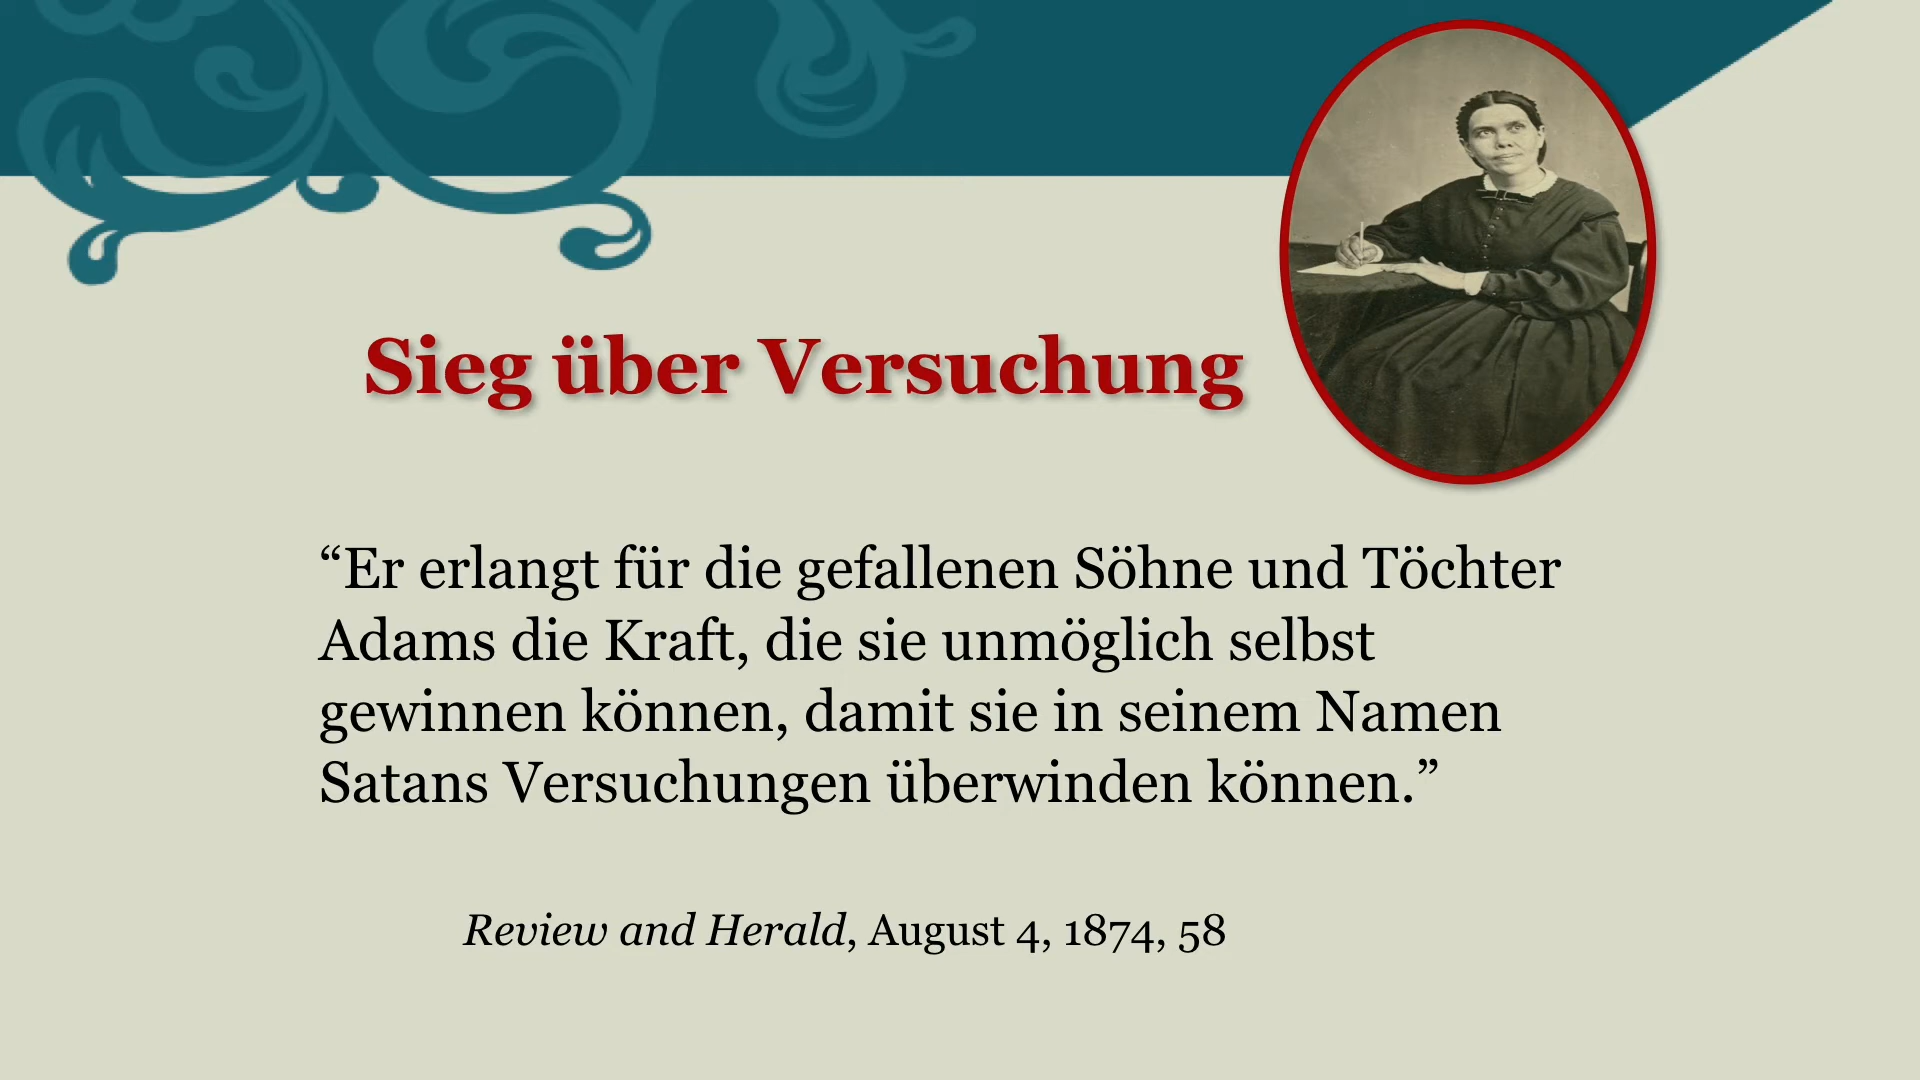 Sieg über Versuchung
“Er erlangt für die gefallenen Söhne und Töchter
Adams die Kraft, die sie unmöglich selbst
gewinnen können, damit sie in seinem Namen
Satans Versuchungen überwinden können.”
Review and Herald, August 4, 1874, 58